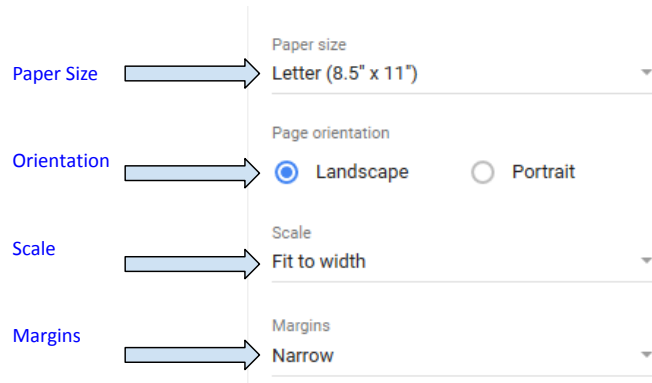 Paper size
Paper Size Letter (8.5" x 11")
Page orientation
Orientation Landscape Portrait
Scale
Scale Fit to width
Margins
Margins Narrow